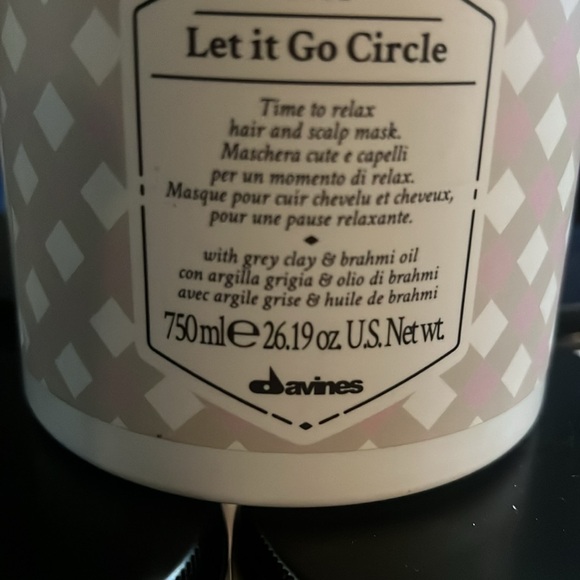 Let it Go Circle
Time to relax
hair and scalp mask.
Maschera cute e capelli
per un momento di relax.
Masque pour cuir chevelu et cheveux,
pour une pause relaxante.
with grey clay & brahmi oil
con argilla grigia & olio di brahmi
avec argile grise & huile de brahmi
750 ml ℮ 26.19 oz. U.S. Net wt.
davines